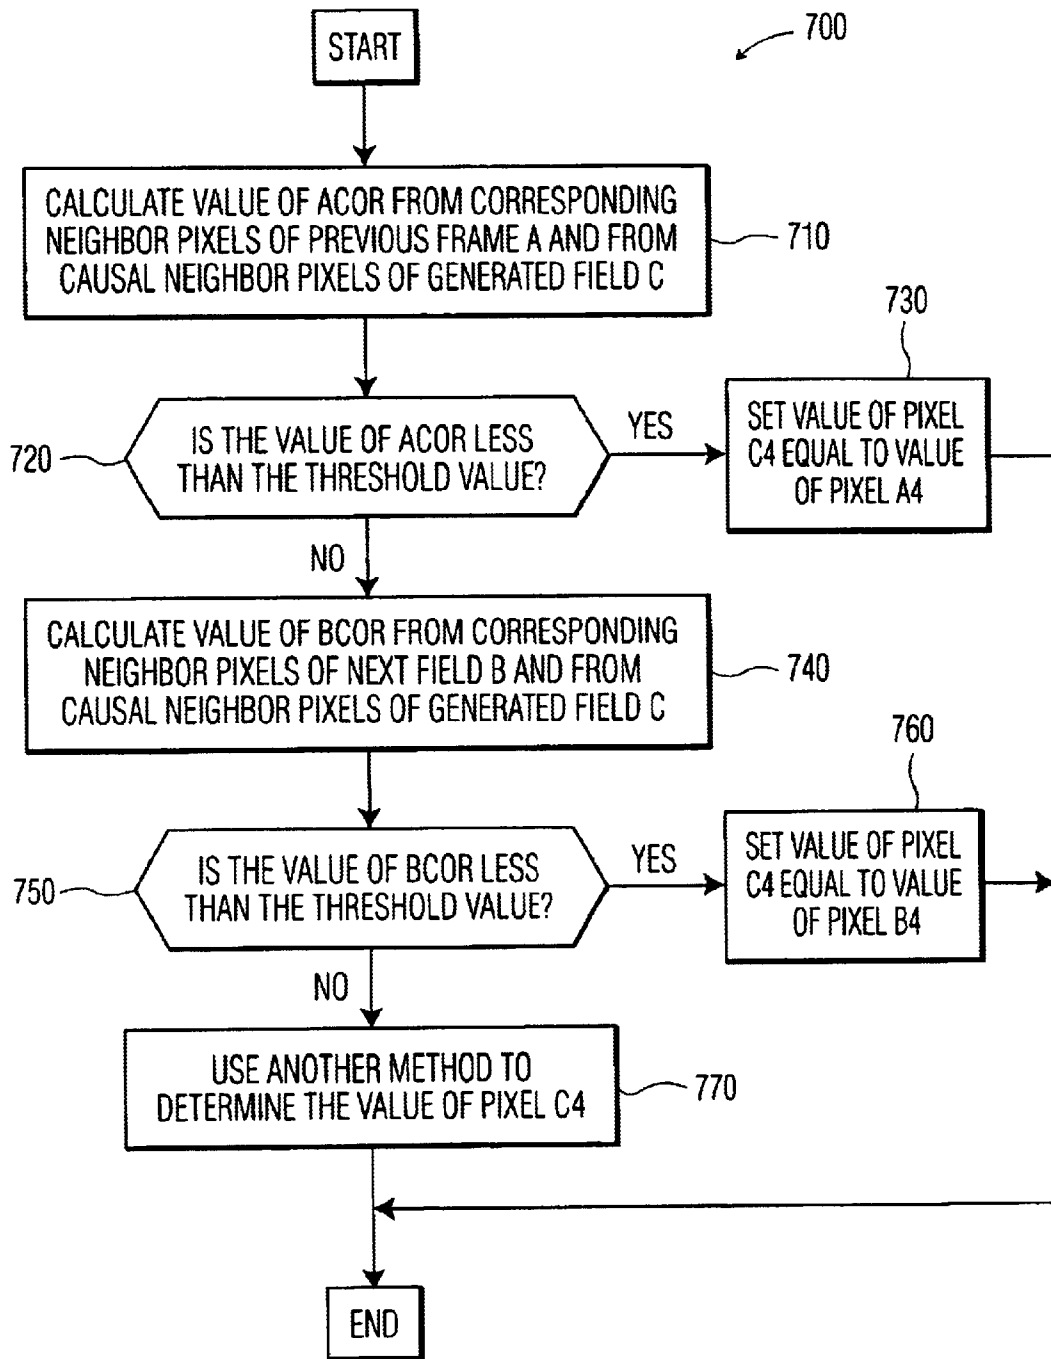 START
700
CALCULATE VALUE OF ACOR FROM CORRESPONDING
NEIGHBOR PIXELS OF PREVIOUS FRAME A AND FROM
CAUSAL NEIGHBOR PIXELS OF GENERATED FIELD C
710
720
IS THE VALUE OF ACOR LESS
THAN THE THRESHOLD VALUE?
YES
730
SET VALUE OF PIXEL
C4 EQUAL TO VALUE
OF PIXEL A4
NO
CALCULATE VALUE OF BCOR FROM CORRESPONDING
NEIGHBOR PIXELS OF NEXT FIELD B AND FROM
CAUSAL NEIGHBOR PIXELS OF GENERATED FIELD C
740
750
IS THE VALUE OF BCOR LESS
THAN THE THRESHOLD VALUE?
YES
760
SET VALUE OF PIXEL
C4 EQUAL TO VALUE
OF PIXEL B4
NO
USE ANOTHER METHOD TO
DETERMINE THE VALUE OF PIXEL C4
770
END